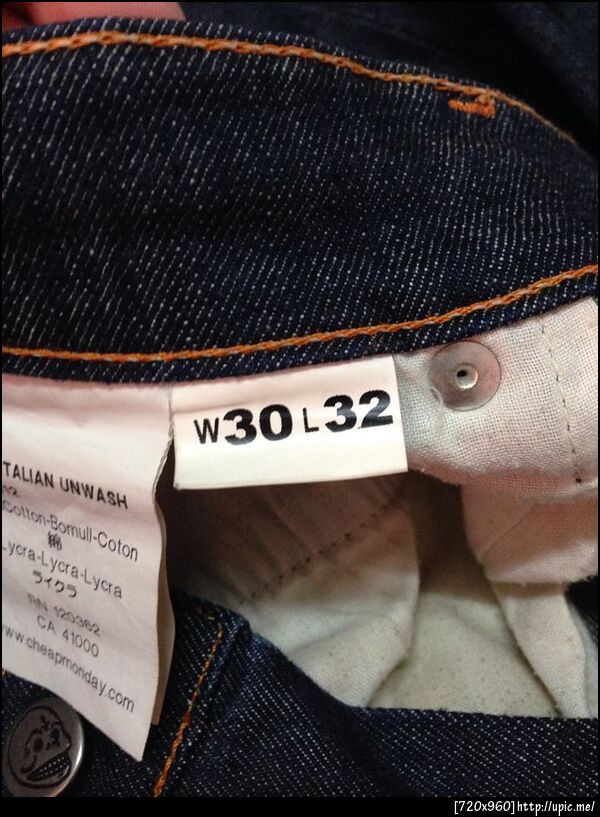 W30 L32
TALIAN UNWASH
12
Cotton-Bomull-Coton
綿
Lycra-Lycra-Lycra
ライクラ
RN 120362
CA 41000
www.cheapmonday.com
[720x960]http://upic.me/